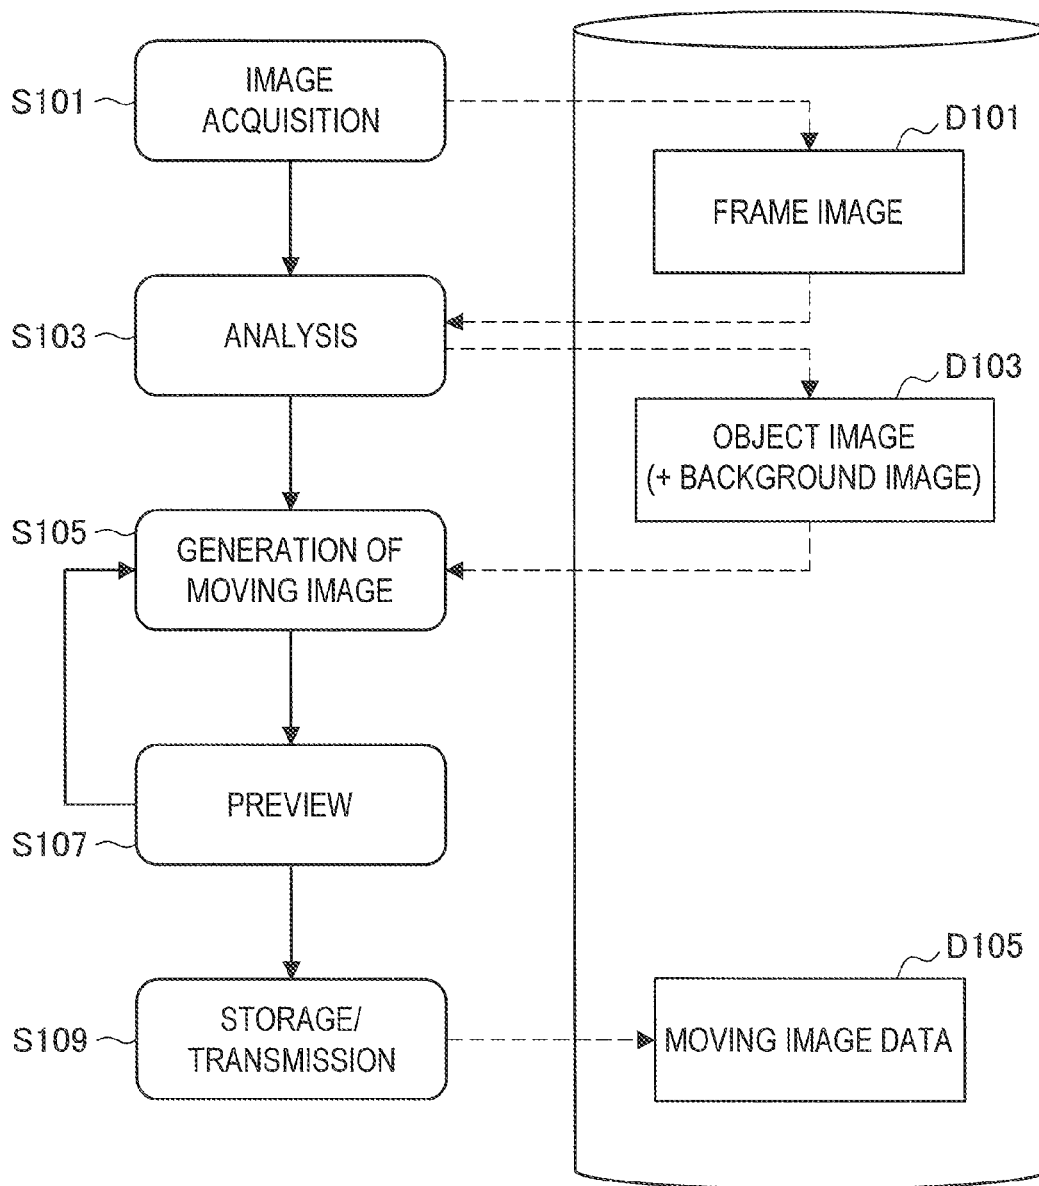 S101
IMAGE
ACQUISITION
D101
FRAME IMAGE
S103
ANALYSIS
D103
OBJECT IMAGE
(+ BACKGROUND IMAGE)
S105
GENERATION OF
MOVING IMAGE
PREVIEW
S107
D105
S109
STORAGE/
TRANSMISSION
MOVING IMAGE DATA